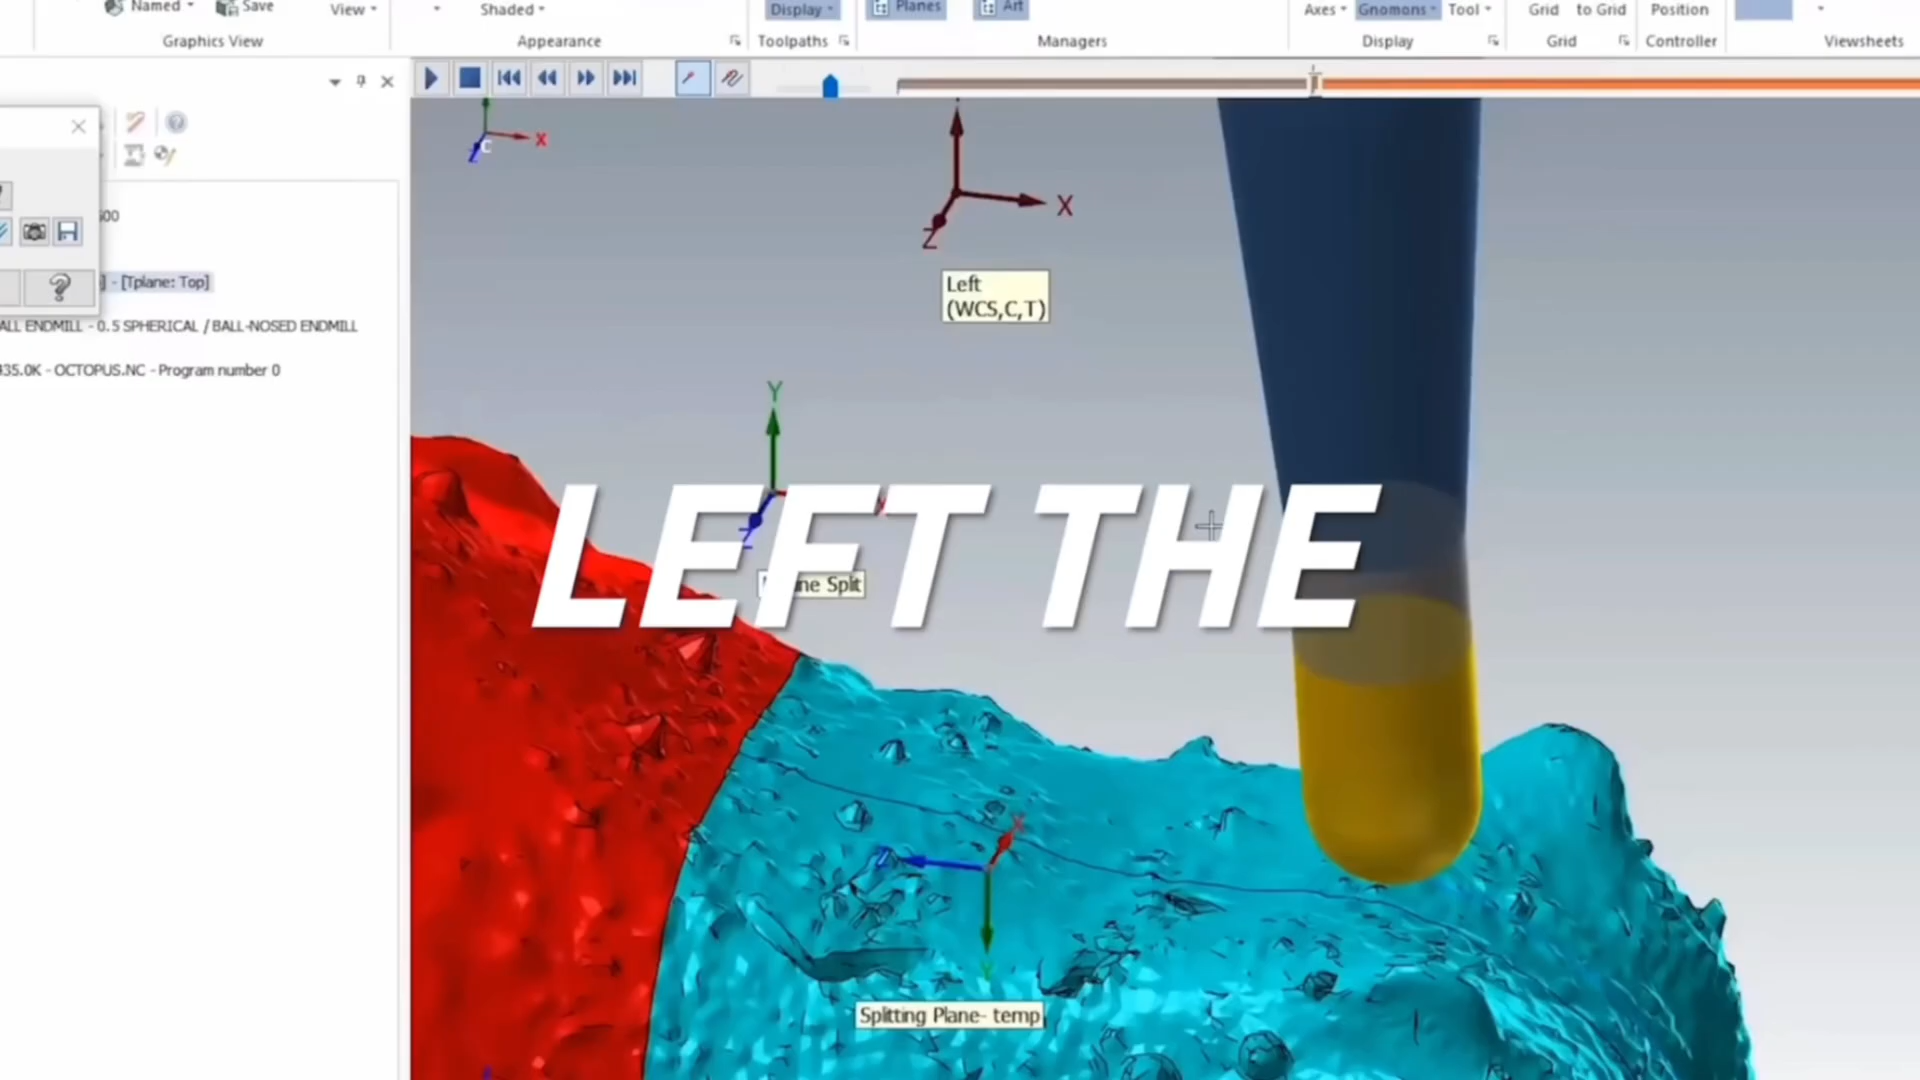 Named
Save
View
Shaded
Display
Planes
Art
Axes
Gnomons
Tool
Grid
to Grid
Position
Graphics View
Appearance
Toolpaths
Managers
Display
Grid
Controller
Viewsheets
X
Z
C
X
Z
Left
(WCS,C,T)
- [Tplane: Top]
ALL ENDMILL - 0.5 SPHERICAL / BALL-NOSED ENDMILL
435.0K - OCTOPUS.NC - Program number 0
Y
LEFT THE
Split
X
Z
Y
Splitting Plane- temp